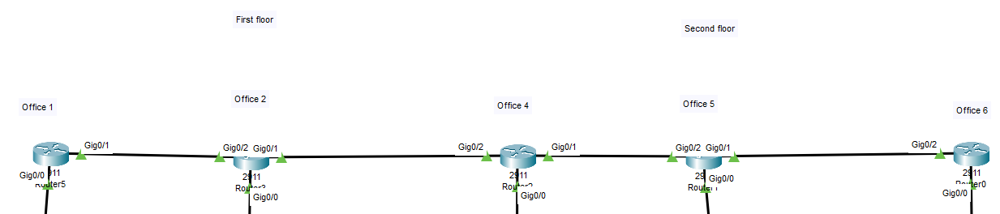 First floor
Second floor
Office 1
Office 2
Office 4
Office 5
Office 6
Gig0/1
Gig0/2
Gig0/1
Gig0/2
Gig0/1
Gig0/2
Gig0/1
Gig0/2
Gig0/0
2911
2911
2911
Gig0/0
Gig0/0
Gig0/0
Gig0/0
Router5
Router0